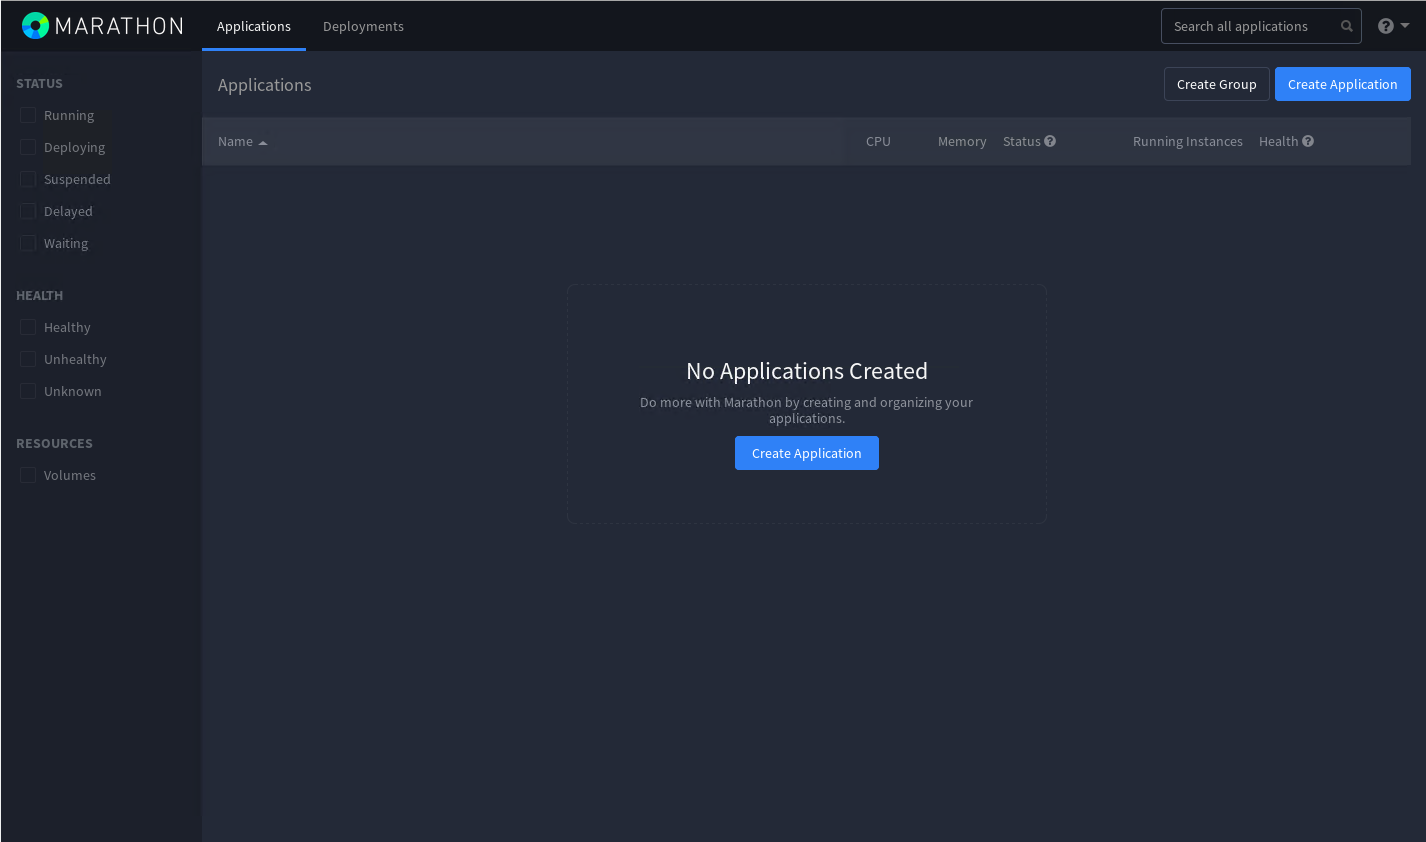 MARATHON
Applications
Deployments
Search all applications
STATUS
Running
Deploying
Suspended
Delayed
Waiting
HEALTH
Healthy
Unhealthy
Unknown
RESOURCES
Volumes
Applications
Create Group
Create Application
Name
CPU
Memory
Status
Running Instances
Health
No Applications Created
Do more with Marathon by creating and organizing your
applications.
Create Application